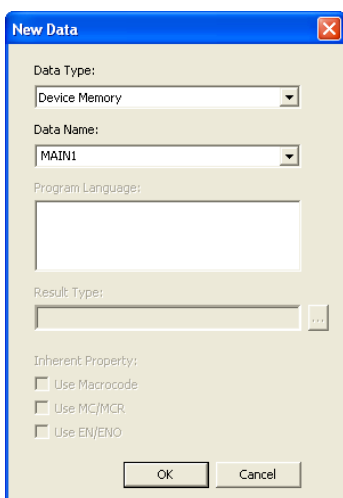 New Data
Data Type:
Device Memory
Data Name:
MAIN1
Program Language:
Result Type:
...
Inherent Property:
Use Macrocode
Use MC/MCR
Use EN/ENO
OK Cancel